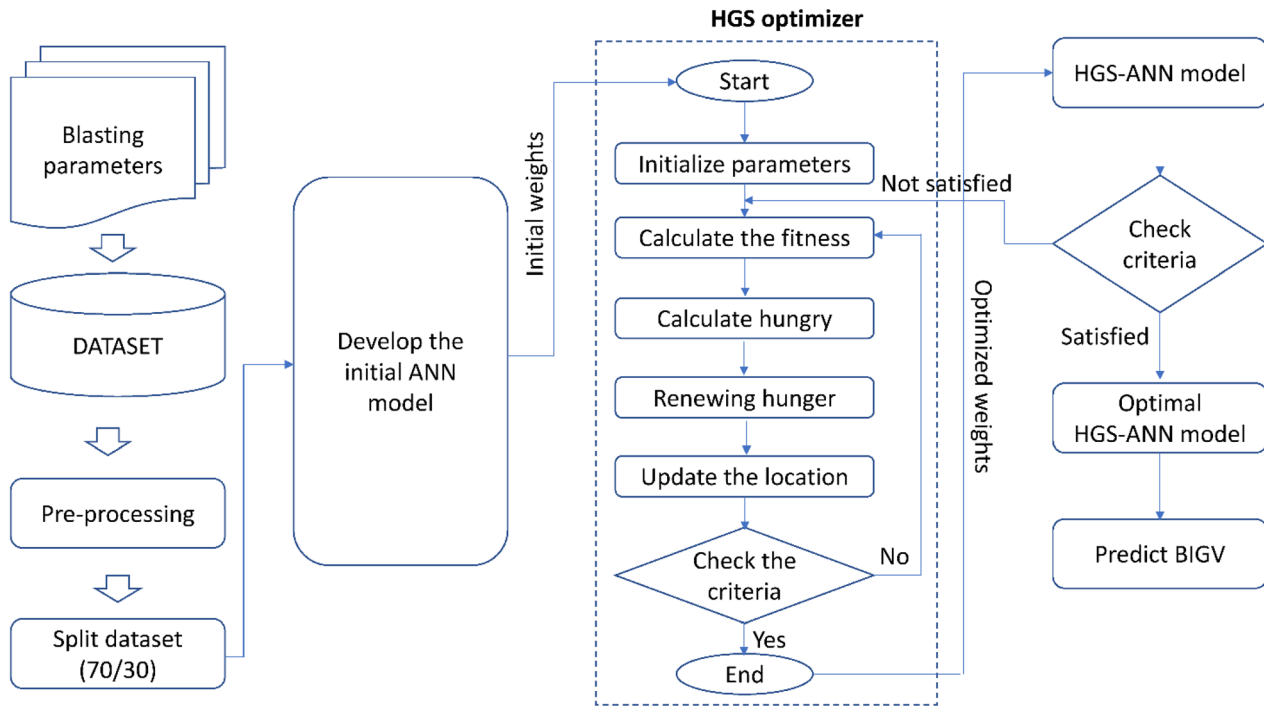 Blasting
parameters
DATASET
Pre-processing
Split dataset
(70/30)
Develop the
initial ANN
model
Initial weights
HGS optimizer
Start
Initialize parameters
Calculate the fitness
Calculate hungry
Renewing hunger
Update the location
Check the
criteria
No
Yes
End
Optimized weights
HGS-ANN model
Not satisfied
Check
criteria
Satisfied
Optimal
HGS-ANN model
Predict BIGV